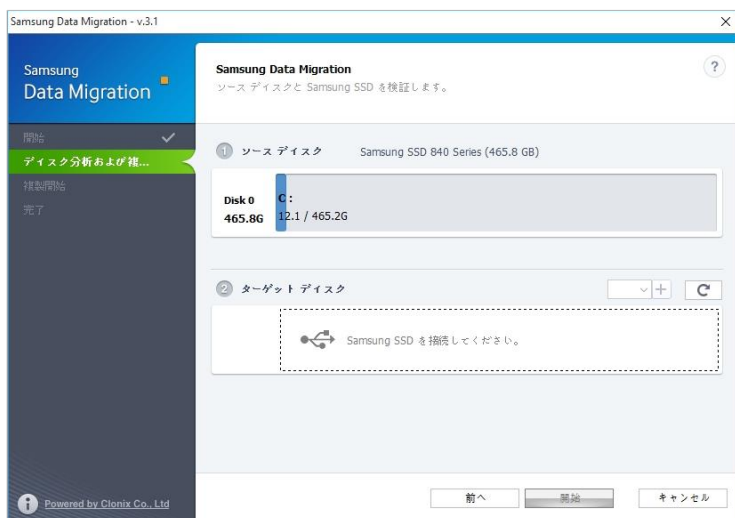 Samsung Data Migration - v.3.1
Samsung
Data Migration
Samsung Data Migration
ソース ディスクと Samsung SSD を検証します。
?
開始
ディスク分析および複...
複製開始
完了
1 ソース ディスク Samsung SSD 840 Series (465.8 GB)
Disk 0
465.8G
C :
12.1 / 465.2G
2 ターゲット ディスク
Samsung SSD を接続してください。
i Powered by Clonix Co., Ltd
前へ 開始 キャンセル